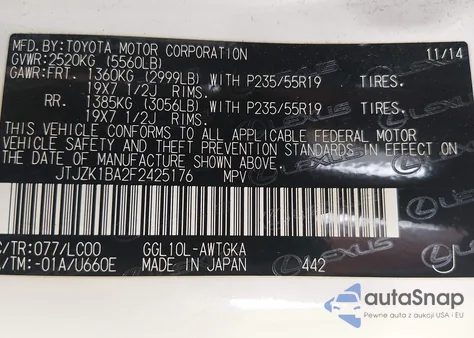 MFD.BY:TOYOTA MOTOR CORPORATION 11/14
GVWR:2520KG (5560LB)
GAWR:FRT. 1360KG (2999LB) WITH P235/55R19 TIRES.
19X7 1/2J RIMS.
RR. 1385KG (3056LB) WITH P235/55R19 TIRES.
19X7 1/2J RIMS.
THIS VEHICLE CONFORMS TO ALL APPLICABLE FEDERAL MOTOR
VEHICLE SAFETY AND THEFT PREVENTION STANDARDS IN
EFFECT ON THE DATE OF MANUFACTURE SHOWN ABOVE.
JTJZK1BA2F2425176 MPV
C/TR:077/LC00 GGL10L-AWTGKA
/TM:-01A/U660E MADE IN JAPAN 442
LEXUS
autoSnap
Pewne auta z aukcji USA i EU